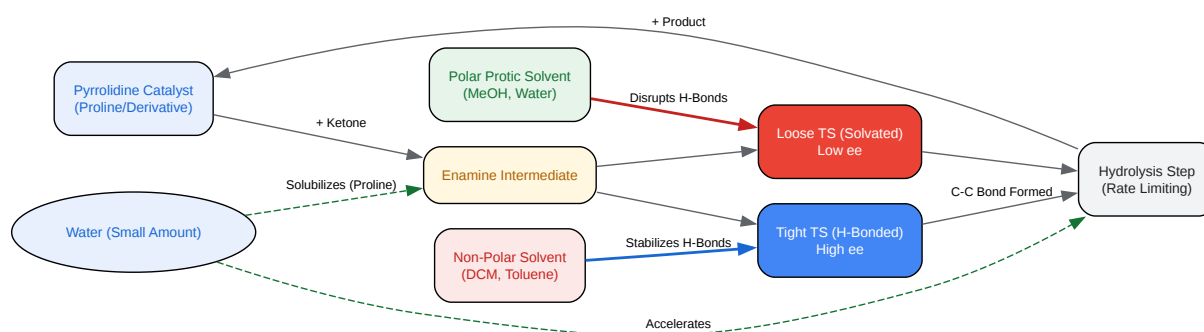 + Product
Polar Protic Solvent
(MeOH, Water)
Pyrrolidine Catalyst
(Proline/Derivative)
Disrupts H-Bonds
+ Ketone
Loose TS (Solvated)
Low ee
Enamine Intermediate
Hydrolysis Step
(Rate Limiting)
Solubilizes (Proline)
C-C Bond Formed
Water (Small Amount)
Tight TS (H-Bonded)
High ee
Stabilizes H-Bonds
Non-Polar Solvent
(DCM, Toluene)
Accelerates